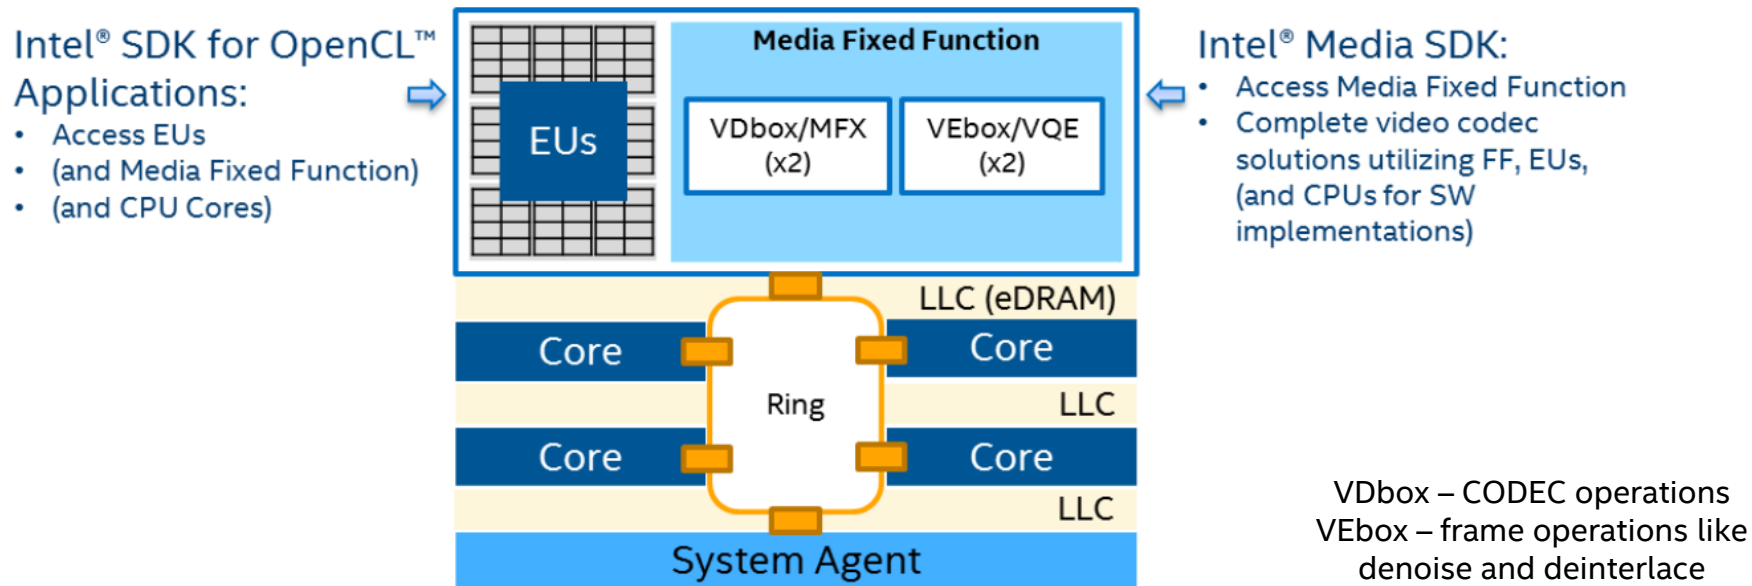 Intel® SDK for OpenCL™
Applications:
• Access EUs
• (and Media Fixed Function)
• (and CPU Cores)
EUs
Media Fixed Function
VDbox/MFX
(x2)
VEbox/VQE
(x2)
Intel® Media SDK:
• Access Media Fixed Function
• Complete video codec
solutions utilizing FF, EUs,
(and CPUs for SW
implementations)
LLC (eDRAM)
Core
Core
Ring
LLC
Core
Core
LLC
System Agent
VDbox – CODEC operations
VEbox – frame operations like
denoise and deinterlace